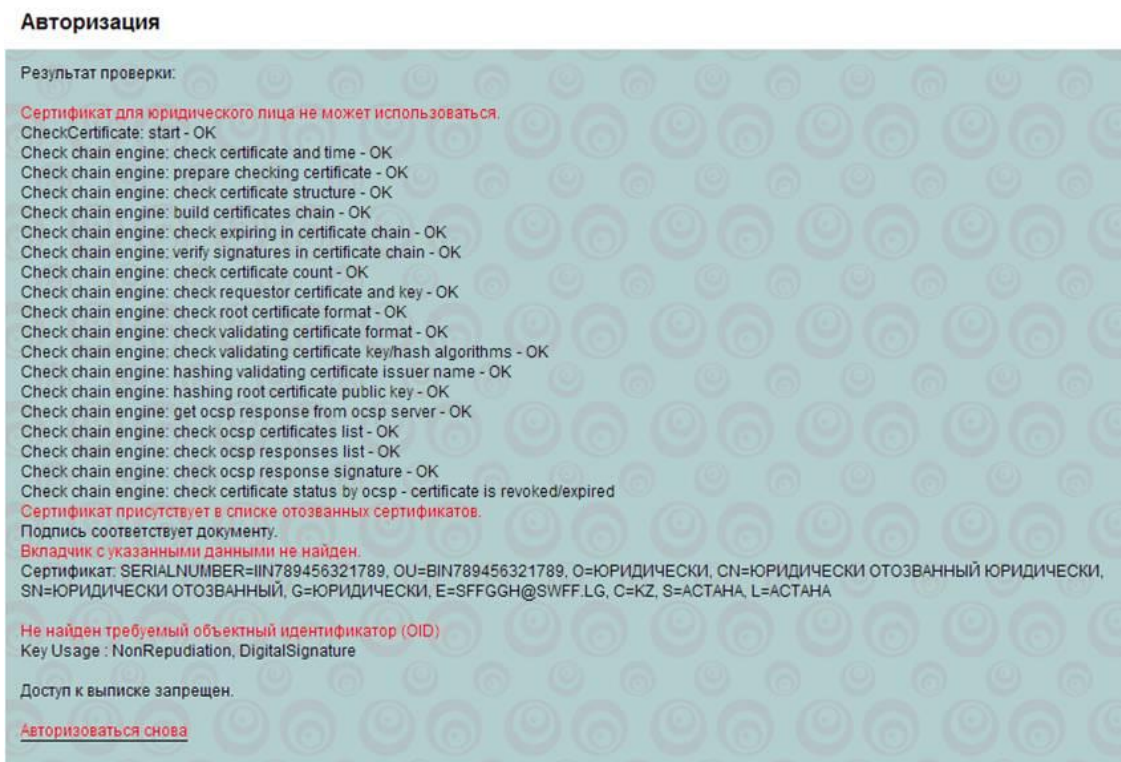 Авторизация
Результат проверки:
Сертификат для юридического лица не может использоваться.
CheckCertificate: start - OK
Check chain engine: check certificate and time - OK
Check chain engine: prepare checking certificate - OK
Check chain engine: check certificate structure - OK
Check chain engine: build certificates chain - OK
Check chain engine: check expiring in certificate chain - OK
Check chain engine: verify signatures in certificate chain - OK
Check chain engine: check certificate count - OK
Check chain engine: check requestor certificate and key - OK
Check chain engine: check root certificate format - OK
Check chain engine: check validating certificate format - OK
Check chain engine: check validating certificate key/hash algorithms - OK
Check chain engine: hashing validating certificate issuer name - OK
Check chain engine: hashing root certificate public key - OK
Check chain engine: get ocsp response from ocsp server - OK
Check chain engine: check ocsp certificates list - OK
Check chain engine: check ocsp responses list - OK
Check chain engine: check ocsp response signature - OK
Check chain engine: check certificate status by ocsp - certificate is revoked/expired
Сертификат присутствует в списке отозванных сертификатов.
Подпись соответствует документу.
Вкладчик с указанными данными не найден.
Сертификат: SERIALNUMBER=IIN789456321789, OU=BIN789456321789, O=ЮРИДИЧЕСКИ, CN=ЮРИДИЧЕСКИ ОТОЗВАННЫЙ ЮРИДИЧЕСКИ,
SN=ЮРИДИЧЕСКИ ОТОЗВАННЫЙ, G=ЮРИДИЧЕСКИ, E=SFFGGH@SWFF.LG, C=KZ, S=АСТАНА, L=АСТАНА
Не найден требуемый объектный идентификатор (OID)
Key Usage : NonRepudiation, DigitalSignature
Доступ к выписке запрещен.
Авторизоваться снова